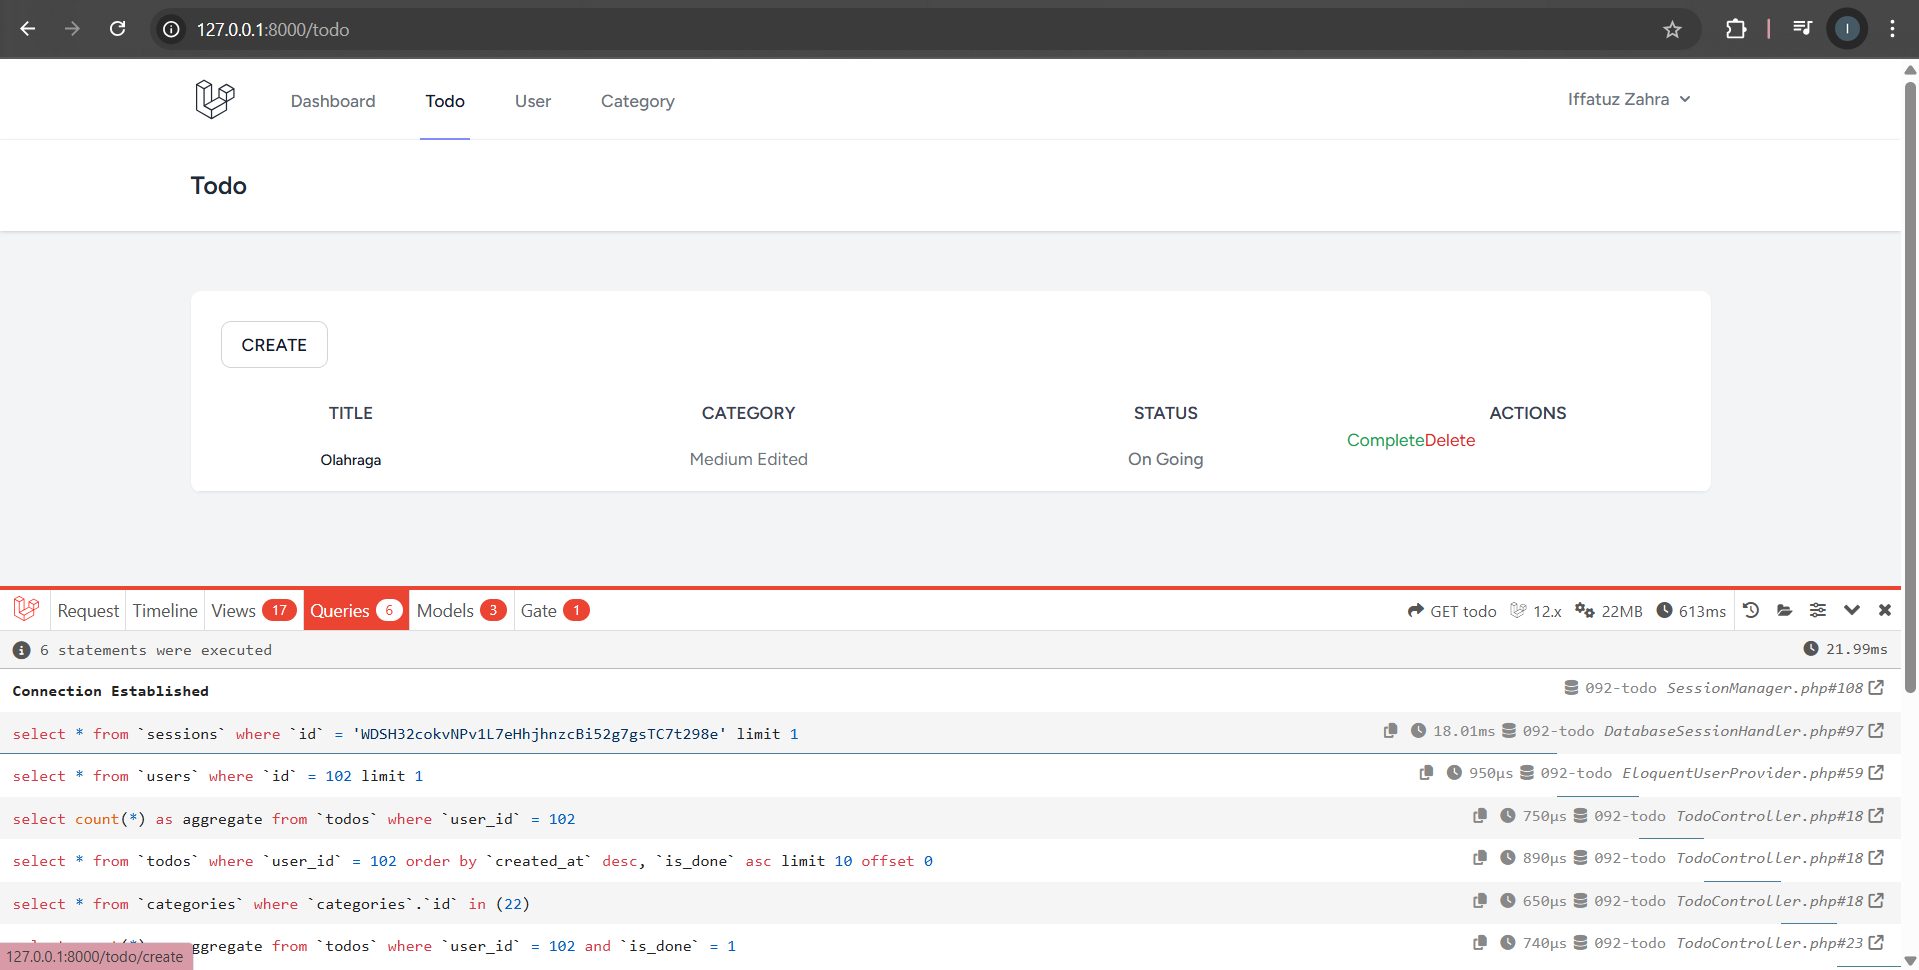 127.0.0.1:8000/todo
I
Dashboard Todo User Category Iffatuz Zahra
Todo
CREATE
TITLE CATEGORY STATUS ACTIONS
Olahraga Medium Edited On Going CompleteDelete
Request Timeline Views 17 Queries 6 Models 3 Gate 1 GET todo 12.x 22MB 613ms
6 statements were executed 21.99ms
Connection Established 092-todo SessionManager.php#108
select * from `sessions` where `id` = 'WDSH32cokvNPv1L7eHhjhnzcBi52g7gsTC7t298e' limit 1 18.01ms 092-todo DatabaseSessionHandler.php#97
select * from `users` where `id` = 102 limit 1 950μs 092-todo EloquentUserProvider.php#59
select count(*) as aggregate from `todos` where `user_id` = 102 750μs 092-todo TodoController.php#18
select * from `todos` where `user_id` = 102 order by `created_at` desc, `is_done` asc limit 10 offset 0 890μs 092-todo TodoController.php#18
select * from `categories` where `categories`.`id` in (22) 650μs 092-todo TodoController.php#18
aggregate from `todos` where `user_id` = 102 and `is_done` = 1 740μs 092-todo TodoController.php#23
127.0.0.1:8000/todo/create